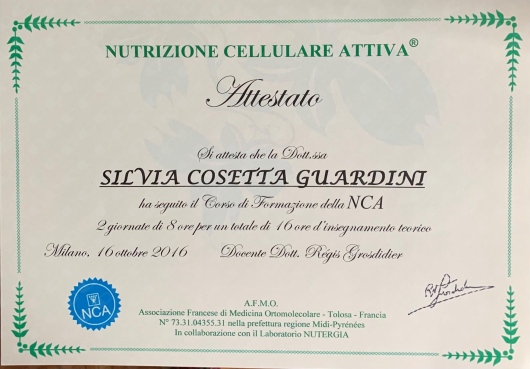 NUTRIZIONE CELLULARE ATTIVA®
Attestato
Si attesta che la Dott.ssa
SILVIA COSETTA GUARDINI
ha seguito il Corso di Formazione della NCA
2 giornate di 8 ore per un totale di 16 ore d'insegnamento teorico
Milano, 16 ottobre 2016 Docente Dott. Régis Grosdidier
NCA
A.F.M.O.
Associazione Francese di Medicina Ortomolecolare - Tolosa - Francia
N° 73.31.04355.31 nella prefettura regione Midi-Pyrénées
In collaborazione con il Laboratorio NUTERGIA